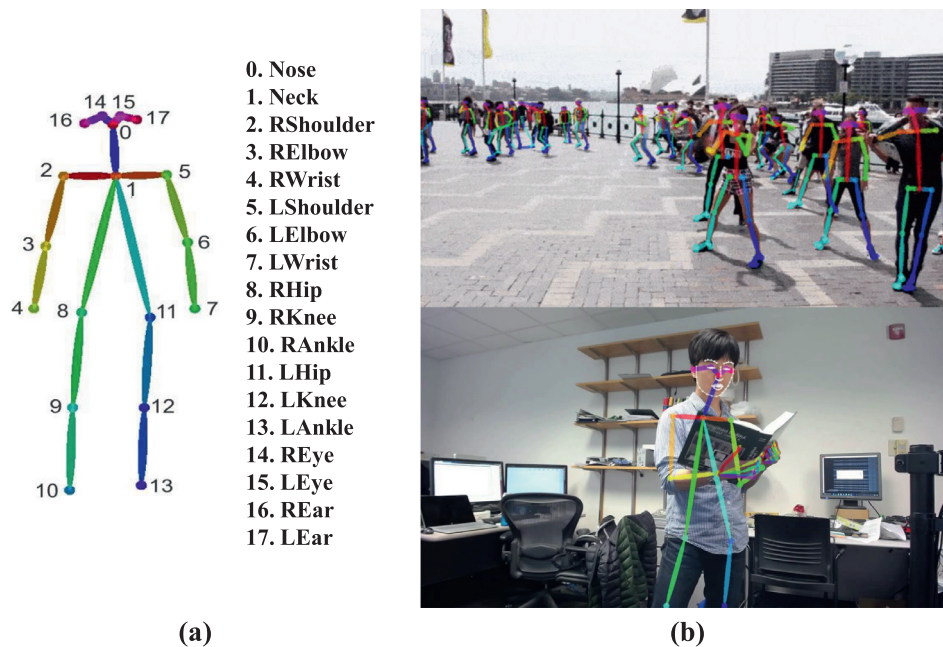 14 15
16
17
0
2
1
5
3
6
4
8
11
7
9
12
10
13
0. Nose
1. Neck
2. RShoulder
3. RElbow
4. RWrist
5. LShoulder
6. LElbow
7. LWrist
8. RHip
9. RKnee
10. RAnkle
11. LHip
12. LKnee
13. LAnkle
14. REye
15. LEye
16. REar
17. LEar
(a)
(b)